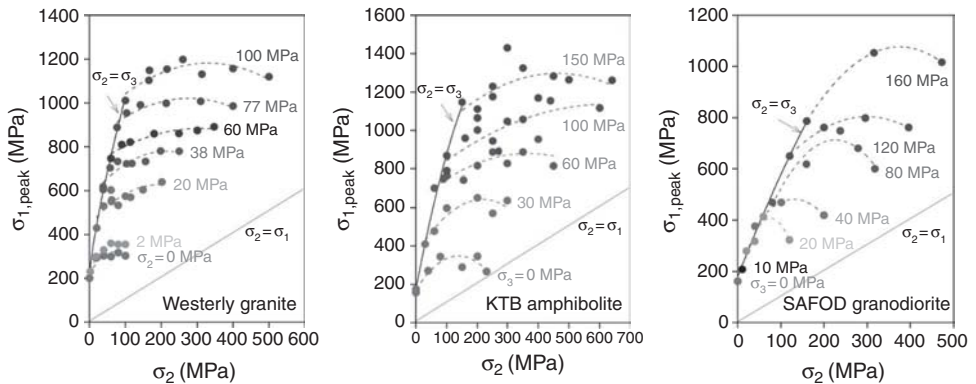 1400
1200
1000
800
600
400
200
0
σ1,peak (MPa)
0 100 200 300 400 500 600
σ2 (MPa)
100 MPa
σ2=σ3
77 MPa
60 MPa
38 MPa
20 MPa
2 MPa
σ2=0 MPa
σ2=σ1
Westerly granite
1600
1400
1200
1000
800
600
400
200
0
σ1,peak (MPa)
0 100 200 300 400 500 600 700
σ2 (MPa)
150 MPa
σ2=σ3
100 MPa
60 MPa
30 MPa
σ2=σ1
σ3=0 MPa
KTB amphibolite
1200
1000
800
600
400
200
0
σ1,peak (MPa)
0 100 200 300 400 500
σ2 (MPa)
160 MPa
σ2=σ3
120 MPa
80 MPa
40 MPa
20 MPa
σ2=σ1
10 MPa
σ3=0 MPa
SAFOD granodiorite